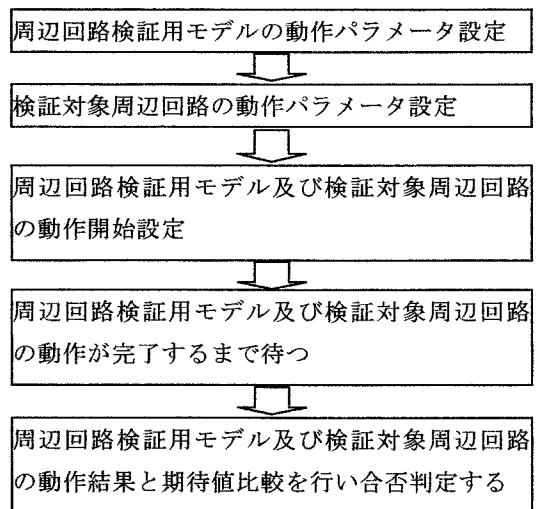 周辺回路検証用モデルの動作パラメータ設定
検証対象周辺回路の動作パラメータ設定
周辺回路検証用モデル及び検証対象周辺回路
の動作開始設定
周辺回路検証用モデル及び検証対象周辺回路
の動作が完了するまで待つ
周辺回路検証用モデル及び検証対象周辺回路
の動作結果と期待値比較を行い合否判定する